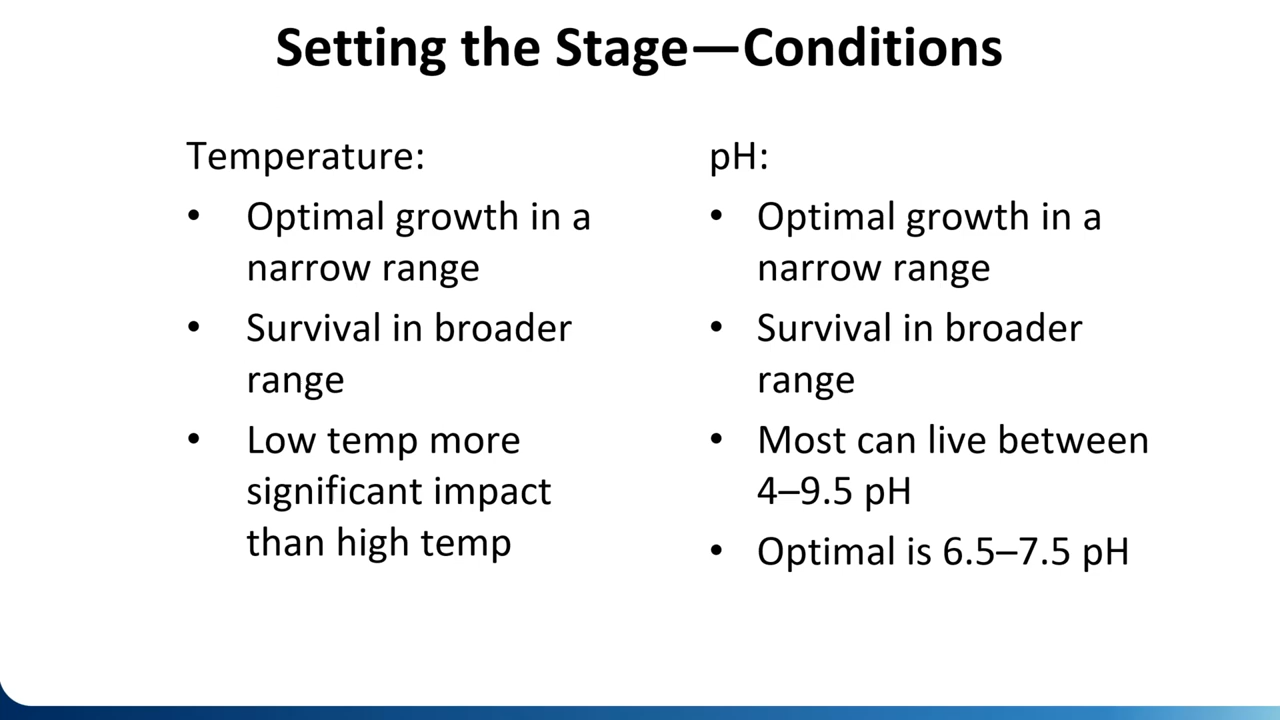 Setting the Stage—Conditions
Temperature:
• Optimal growth in a
narrow range
• Survival in broader
range
• Low temp more
significant impact
than high temp
pH:
• Optimal growth in a
narrow range
• Survival in broader
range
• Most can live between
4–9.5 pH
• Optimal is 6.5–7.5 pH